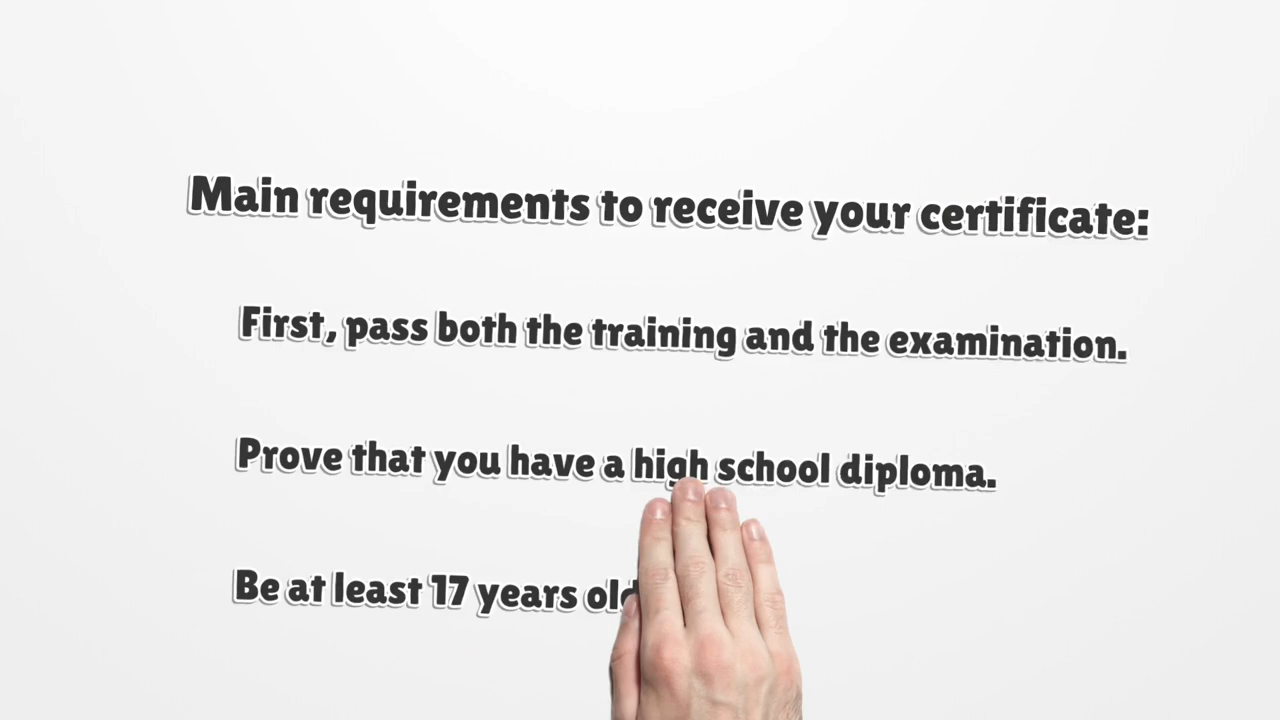 Main requirements to receive your certificate:
First, pass both the training and the examination.
Prove that you have a high school diploma.
Be at least 17 years old